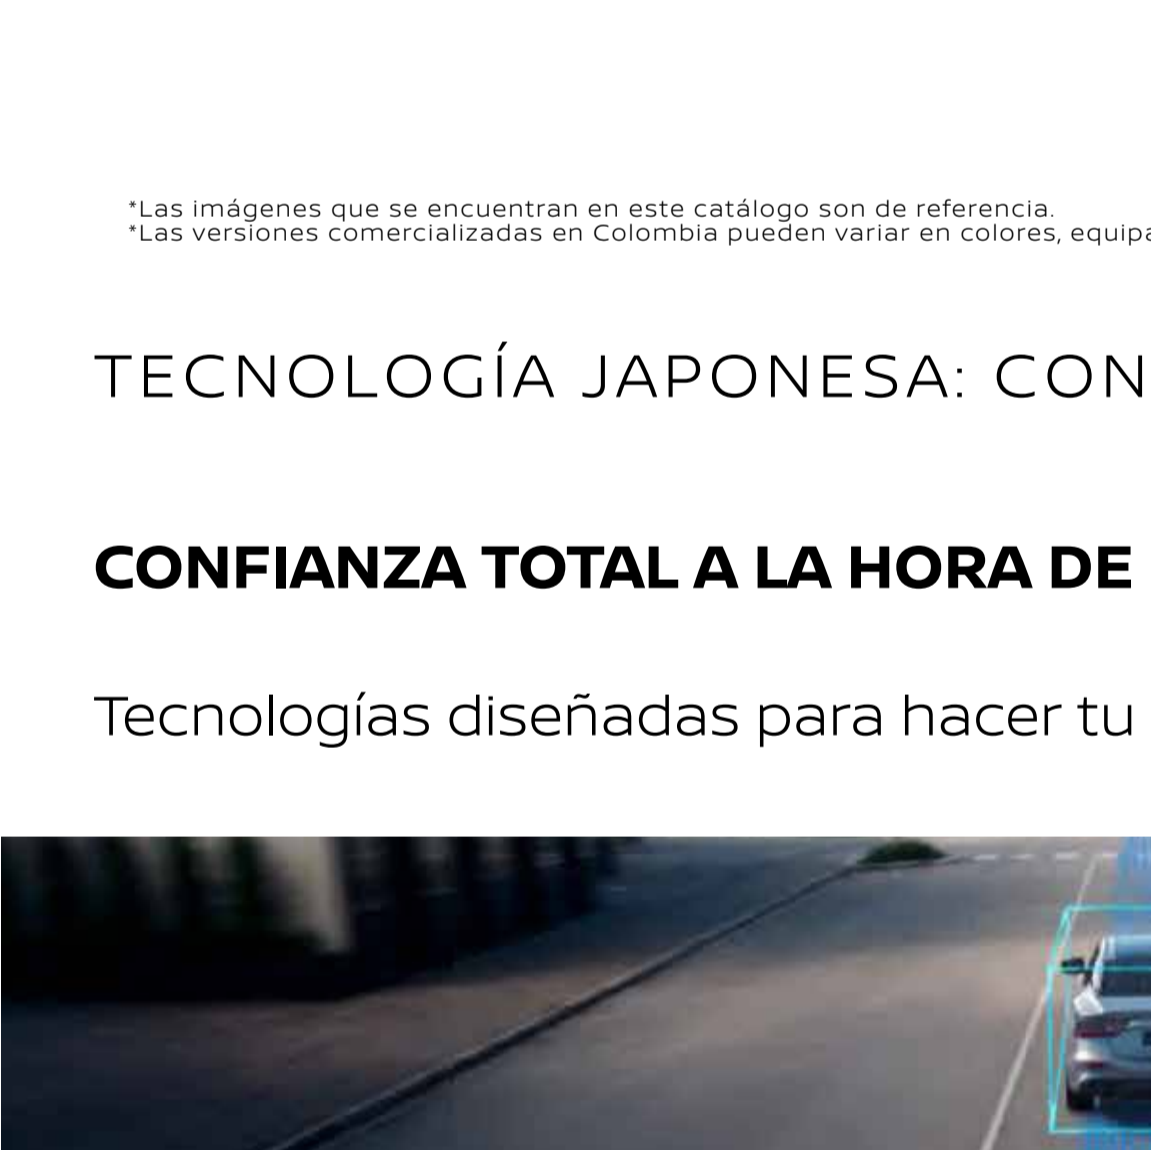 *Las imágenes que se encuentran en este catálogo son de referencia.
*Las versiones comercializadas en Colombia pueden variar en colores,
TECNOLOGÍA JAPONESA: CON
CONFIANZA TOTAL A LA HORA DE
Tecnologías diseñadas para hacer tu